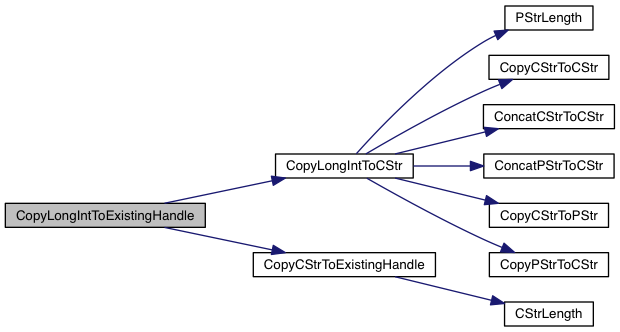 PStrLength
CopyCStrToCStr
ConcatCStrToCStr
CopyLongIntToCStr
ConcatPStrToCStr
CopyLongIntToExistingHandle
CopyCStrToPStr
CopyCStrToExistingHandle
CopyPStrToCStr
CStrLength